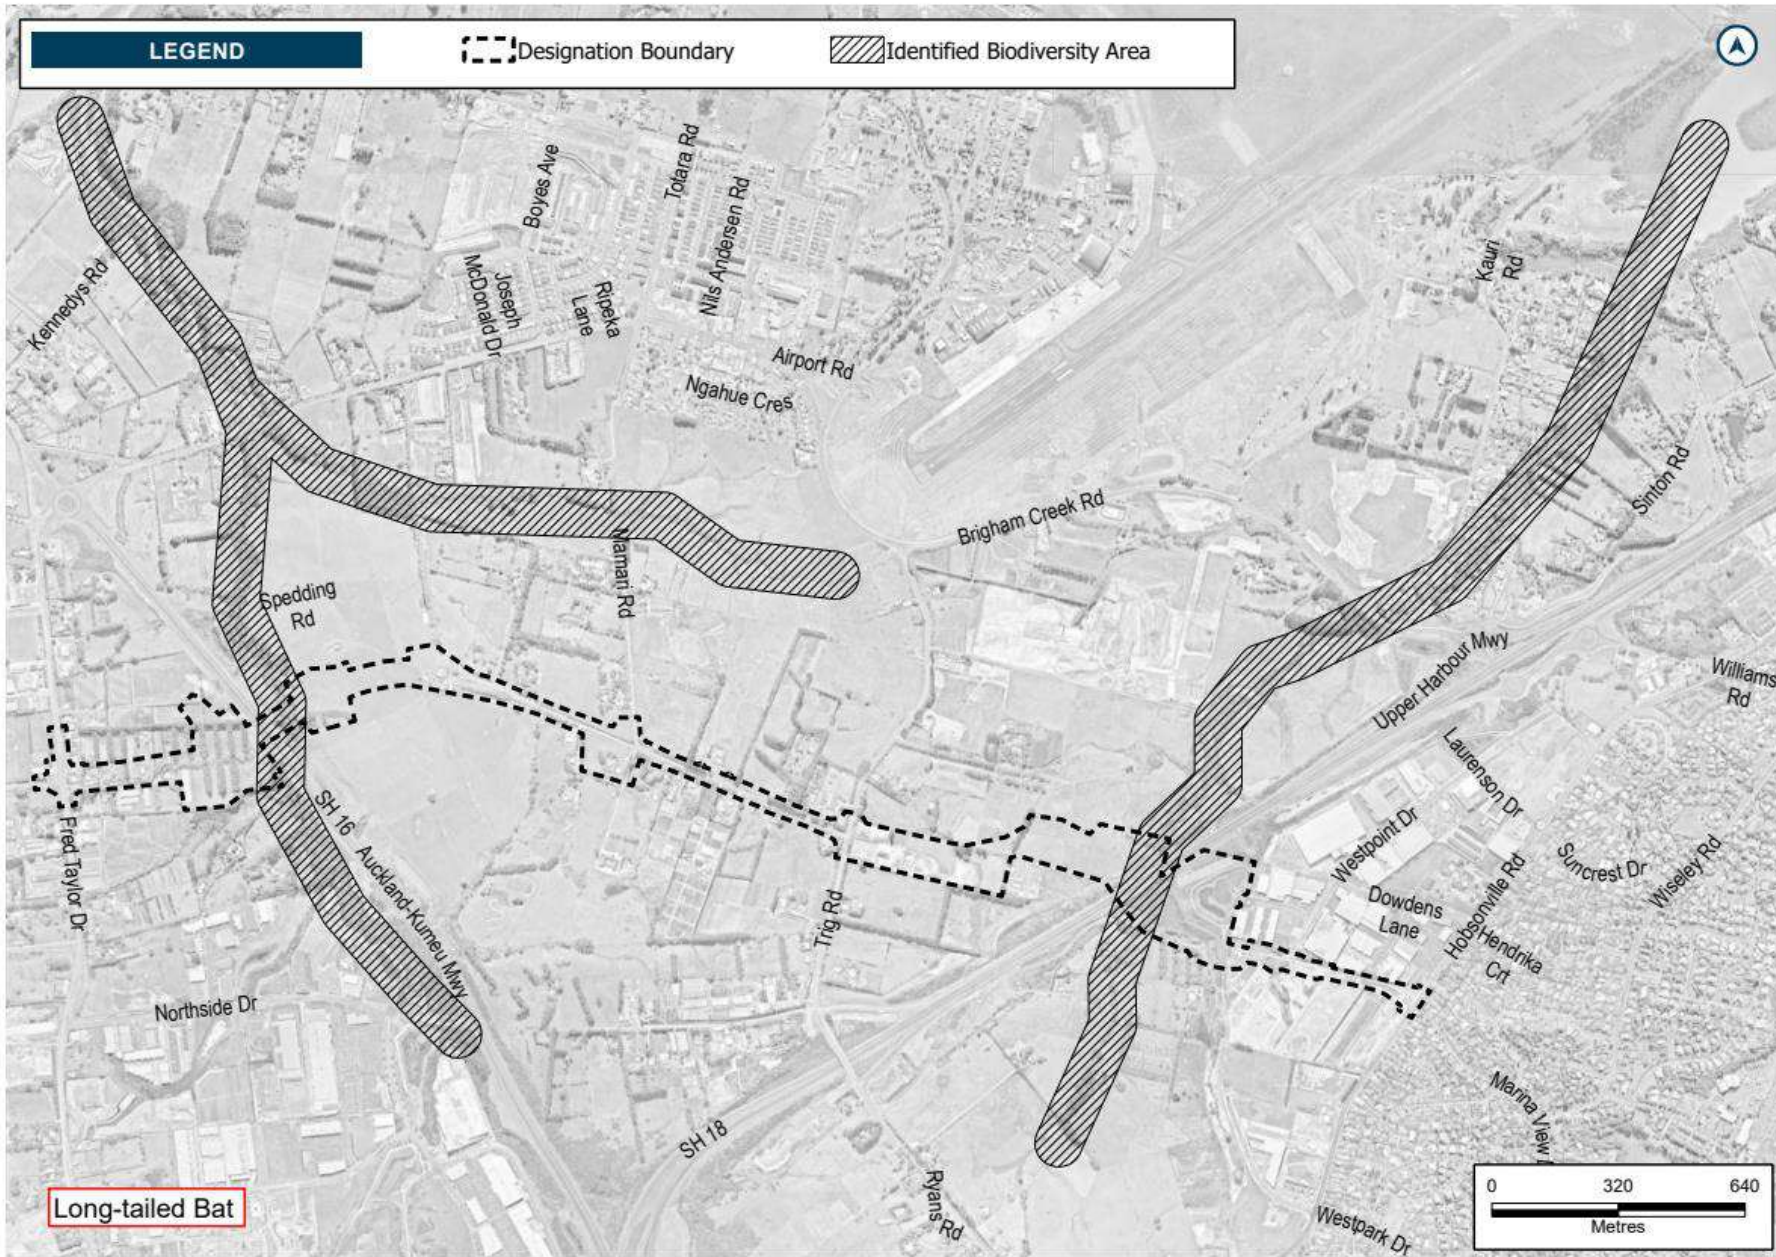 LEGEND
Designation Boundary
Identified Biodiversity Area
Boyes Ave
Totara Rd
Nils Andersen Rd
Kauri
Rd
Kennedys Rd
Joseph
McDonald Dr
Ripeka
Lane
Airport Rd
Ngahue Cres
Sinton Rd
Brigham Creek Rd
Mamari Rd
Spedding
Rd
Upper Harbour Mwy
Williams
Rd
Laurenson Dr
Westpoint Dr
SH 16
Auckland-Kumeu Mwy
Fred Taylor Dr
Suncrest Dr
Wiseley Rd
Dowdens
Lane
Hobsonville Rd
Hendrika
Crt
Trig Rd
Northside Dr
Marina View
SH 18
Ryans Rd
Westpark Dr
Long-tailed Bat
0 320 640
Metres